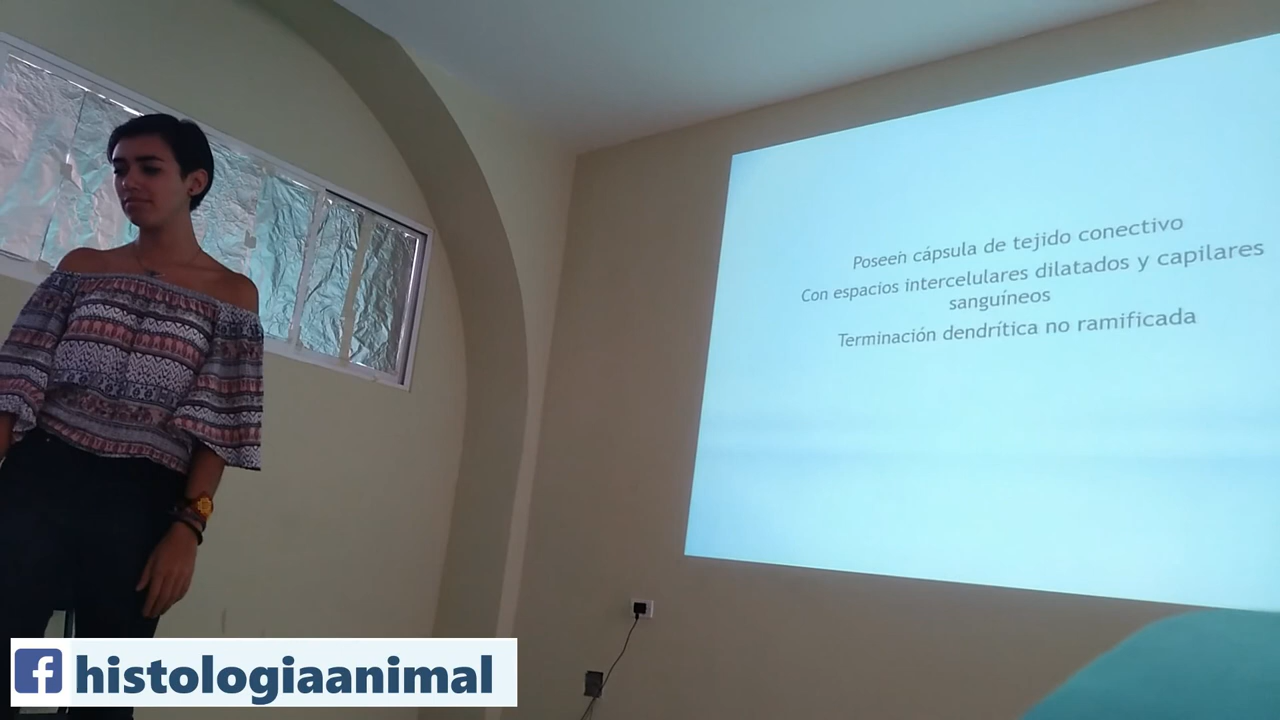 Poseen cápsula de tejido conectivo
Con espacios intercelulares dilatados y capilares
sanguíneos
Terminación dendrítica no ramificada
f histologiaanimal